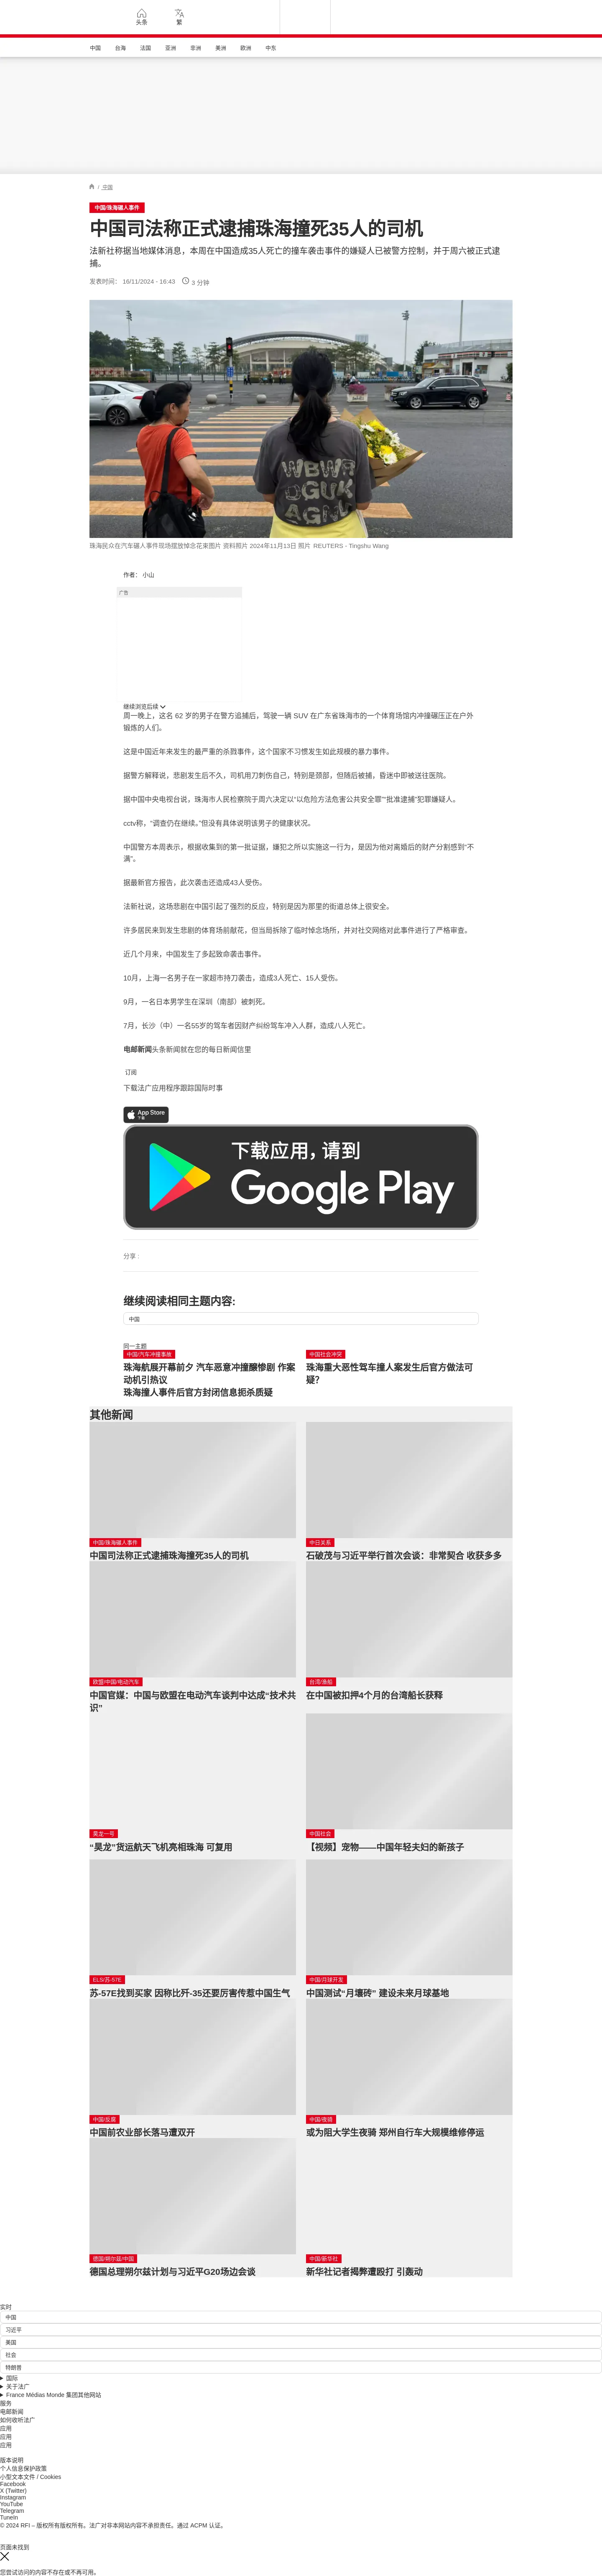 头条
繁
中国
台海
法国
亚洲
非洲
美洲
欧洲
中东
/ 中国
中国/珠海碾人事件
中国司法称正式逮捕珠海撞死35人的司机
法新社称据当地媒体消息，本周在中国造成35人死亡的撞车袭击事件的嫌疑人已被警方控制，并于周六被正式逮
捕。
发表时间： 16/11/2024 - 16:43
3 分钟
WBWA
WGUK
AGIL
珠海民众在汽车碾人事件现场摆放悼念花束图片 资料照片 2024年11月13日 照片 REUTERS - Tingshu Wang
作者： 小山
广告
继续浏览后续
周一晚上，这名 62 岁的男子在警方追捕后，驾驶一辆 SUV 在广东省珠海市的一个体育场馆内冲撞碾压正在户外
锻炼的人们。
这是中国近年来发生的最严重的杀戮事件，这个国家不习惯发生如此规模的暴力事件。
据警方解释说，悲剧发生后不久，司机用刀刺伤自己，特别是颈部，但随后被捕，昏迷中即被送往医院。
据中国中央电视台说，珠海市人民检察院于周六决定以“以危险方法危害公共安全罪”“批准逮捕”犯罪嫌疑人。
cctv称，“调查仍在继续。”但没有具体说明该男子的健康状况。
中国警方本周表示，根据收集到的第一批证据，嫌犯之所以实施这一行为，是因为他对离婚后的财产分割感到“不
满”。
据最新官方报告，此次袭击还造成43人受伤。
法新社说，这场悲剧在中国引起了强烈的反应，特别是因为那里的街道总体上很安全。
许多居民来到发生悲剧的体育场前献花，但当局拆除了临时悼念场所，并对社交网络对此事件进行了严格审查。
近几个月来，中国发生了多起致命袭击事件。
10月，上海一名男子在一家超市持刀袭击，造成3人死亡、15人受伤。
9月，一名日本男学生在深圳（南部）被刺死。
7月，长沙（中）一名55岁的驾车者因财产纠纷驾车冲入人群，造成八人死亡。
电邮新闻头条新闻就在您的每日新闻信里
订阅
下载法广应用程序跟踪国际时事
App Store
下载
下载应用，请到
Google Play
分享 :
继续阅读相同主题内容:
中国
同一主题
中国/汽车冲撞事故
珠海航展开幕前夕 汽车恶意冲撞酿惨剧 作案
动机引热议
珠海撞人事件后官方封闭信息扼杀质疑
中国社会冲突
珠海重大恶性驾车撞人案发生后官方做法可
疑？
其他新闻
中国/珠海碾人事件
中国司法称正式逮捕珠海撞死35人的司机
中日关系
石破茂与习近平举行首次会谈：非常契合 收获多多
欧盟/中国/电动汽车
中国官媒：中国与欧盟在电动汽车谈判中达成“技术共
识”
台湾/渔船
在中国被扣押4个月的台湾船长获释
昊龙一号
“昊龙”货运航天飞机亮相珠海 可复用
中国社会
【视频】宠物——中国年轻夫妇的新孩子
ELS/苏-57E
苏-57E找到买家 因称比歼-35还要厉害传惹中国生气
中国/月球开发
中国测试“月壤砖” 建设未来月球基地
中国/反腐
中国前农业部长落马遭双开
中国/夜骑
或为阻大学生夜骑 郑州自行车大规模维修停运
德国/朔尔兹/中国
德国总理朔尔兹计划与习近平G20场边会谈
中国/新华社
新华社记者揭弊遭殴打 引轰动
实时
中国
习近平
美国
社会
特朗普
国际
关于法广
France Médias Monde 集团其他网站
服务
电邮新闻
如何收听法广
应用
应用
应用
版本说明
个人信息保护政策
小型文本文件 / Cookies
Facebook
X (Twitter)
Instagram
YouTube
Telegram
TuneIn
© 2024 RFI – 版权所有版权所有。法广对非本网站内容不承担责任。通过 ACPM 认证。
页面未找到
您尝试访问的内容不存在或不再可用。